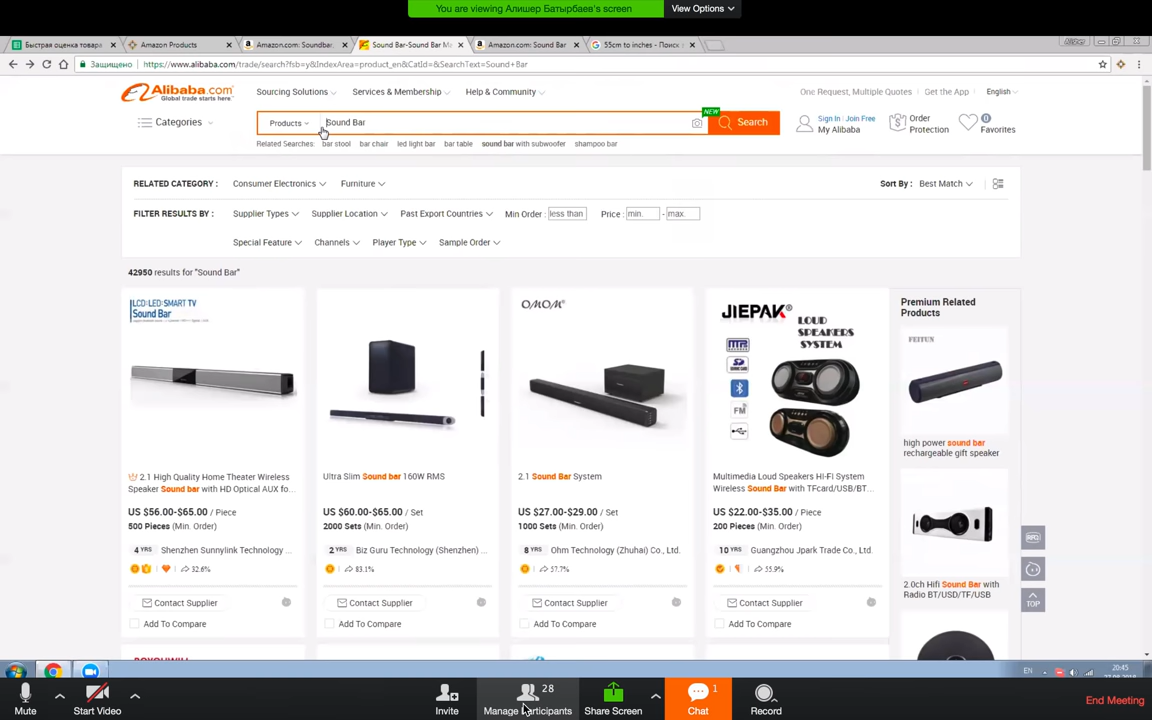 You are viewing Алишер Батырбаев's screen
View Options
Быстрая оценка товара
Amazon Products
Amazon.com: Soundbar
Sound Bar-Sound Bar Ma
Amazon.com: Sound Bar
55cm to inches - Поиск
Alisher
Защищено
https://www.alibaba.com/trade/search?fsb=y&IndexArea=product_en&CatId=&SearchText=Sound+Bar
Alibaba.com
Global trade starts here.™
Sourcing Solutions
Services & Membership
Help & Community
One Request, Multiple Quotes
Get the App
English
Categories
Products
Sound Bar
NEW
Search
Sign In | Join Free
My Alibaba
Order Protection
0
Favorites
Related Searches: bar stool bar chair led light bar bar table sound bar with subwoofer shampoo bar
RELATED CATEGORY : Consumer Electronics Furniture
Sort By : Best Match
FILTER RESULTS BY : Supplier Types Supplier Location Past Export Countries Min Order : less than Price : min. - max.
Special Feature Channels Player Type Sample Order
42950 results for "Sound Bar"
LCD·LED·SMART TV
Sound Bar
OMOM
JIEPAK
LOUD SPEAKERS SYSTEM
MP3
SD
FM
Premium Related Products
FEITUN
high power sound bar rechargeable gift speaker
2.1 High Quality Home Theater Wireless Speaker Sound bar with HD Optical AUX fo...
US $56.00-$65.00 / Piece
500 Pieces (Min. Order)
4 YRS Shenzhen Sunnylink Technology ...
32.6%
Contact Supplier
Add To Compare
Ultra Slim Sound bar 160W RMS
US $60.00-$65.00 / Set
2000 Sets (Min. Order)
2 YRS Biz Guru Technology (Shenzhen) ...
83.1%
Contact Supplier
Add To Compare
2.1 Sound Bar System
US $27.00-$29.00 / Set
1000 Sets (Min. Order)
8 YRS Ohm Technology (Zhuhai) Co., Ltd.
57.7%
Contact Supplier
Add To Compare
Multimedia Loud Speakers HI-FI System Wireless Sound Bar with TFcard/USB/BT...
US $22.00-$35.00 / Piece
200 Pieces (Min. Order)
10 YRS Guangzhou Jpark Trade Co., Ltd.
55.9%
Contact Supplier
Add To Compare
2.0ch Hifi Sound Bar with Radio BT/USD/TF/USB
RFQ
TOP
EN
20:45
27.09.2018
Mute
Start Video
Invite
28
Manage Participants
Share Screen
1
Chat
Record
End Meeting